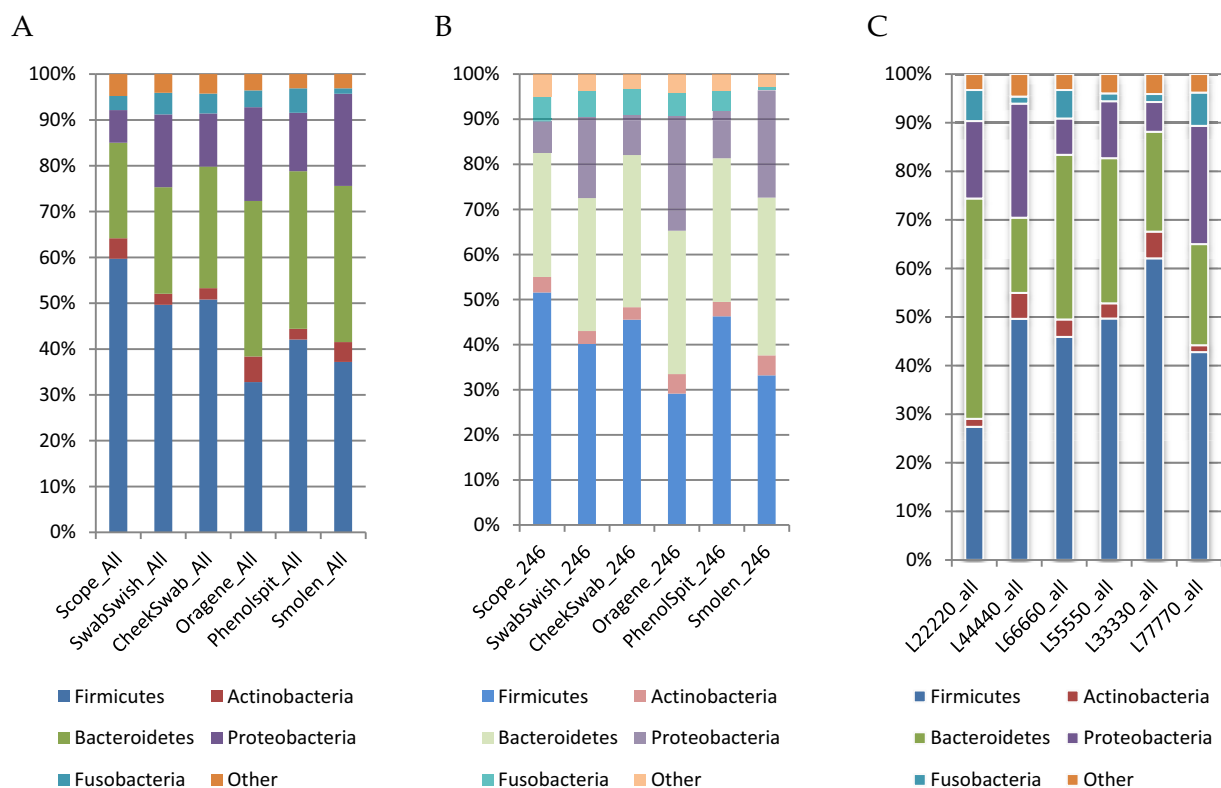 A
100%
90%
80%
70%
60%
50%
40%
30%
20%
10%
0%
Scope_All
SwabSwish_All
CheekSwab_All
Oragene_All
Phenolspit_All
Smolen_All
Firmicutes
Actinobacteria
Bacteroidetes
Proteobacteria
Fusobacteria
Other
B
100%
90%
80%
70%
60%
50%
40%
30%
20%
10%
0%
Scope_246
SwabSwish_246
CheekSwab_246
Oragene_246
PhenolSpit_246
Smolen_246
Firmicutes
Actinobacteria
Bacteroidetes
Proteobacteria
Fusobacteria
Other
C
100%
90%
80%
70%
60%
50%
40%
30%
20%
10%
0%
L22220_all
L44440_all
L66660_all
L55550_all
L33330_all
L77770_all
Firmicutes
Actinobacteria
Bacteroidetes
Proteobacteria
Fusobacteria
Other